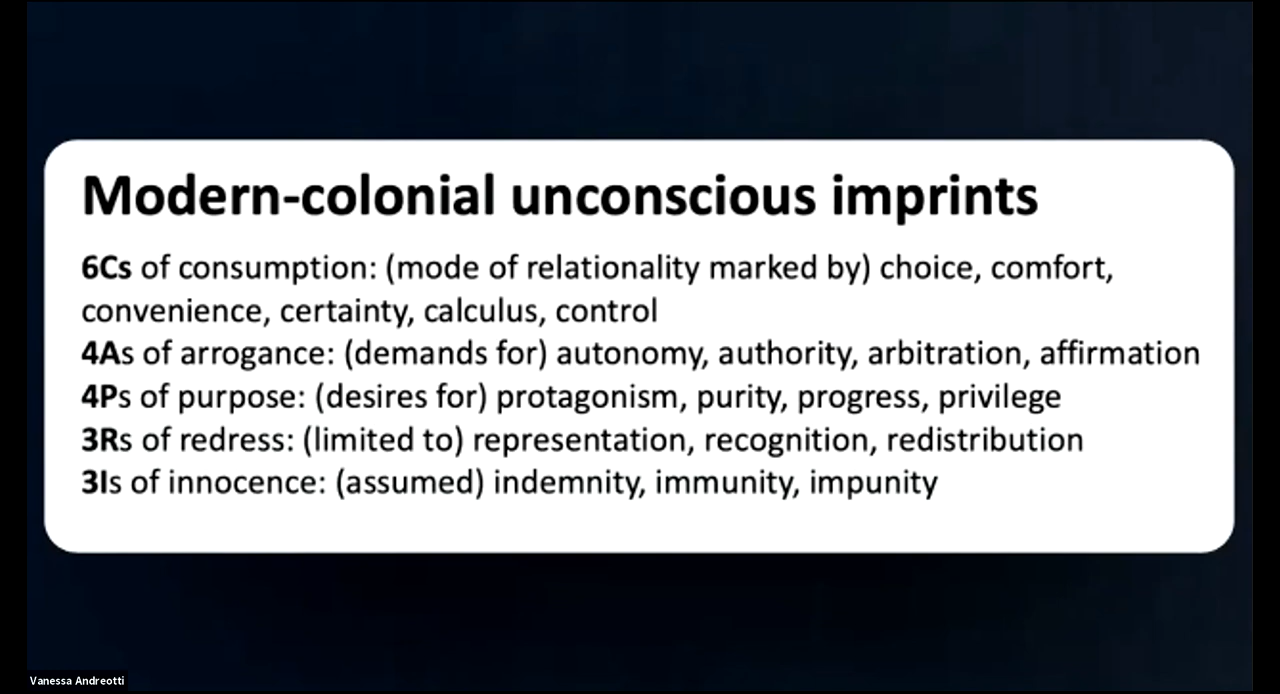 Modern-colonial unconscious imprints
6Cs of consumption: (mode of relationality marked by) choice, comfort,
convenience, certainty, calculus, control
4As of arrogance: (demands for) autonomy, authority, arbitration, affirmation
4Ps of purpose: (desires for) protagonism, purity, progress, privilege
3Rs of redress: (limited to) representation, recognition, redistribution
3Is of innocence: (assumed) indemnity, immunity, impunity
Vanessa Andreotti